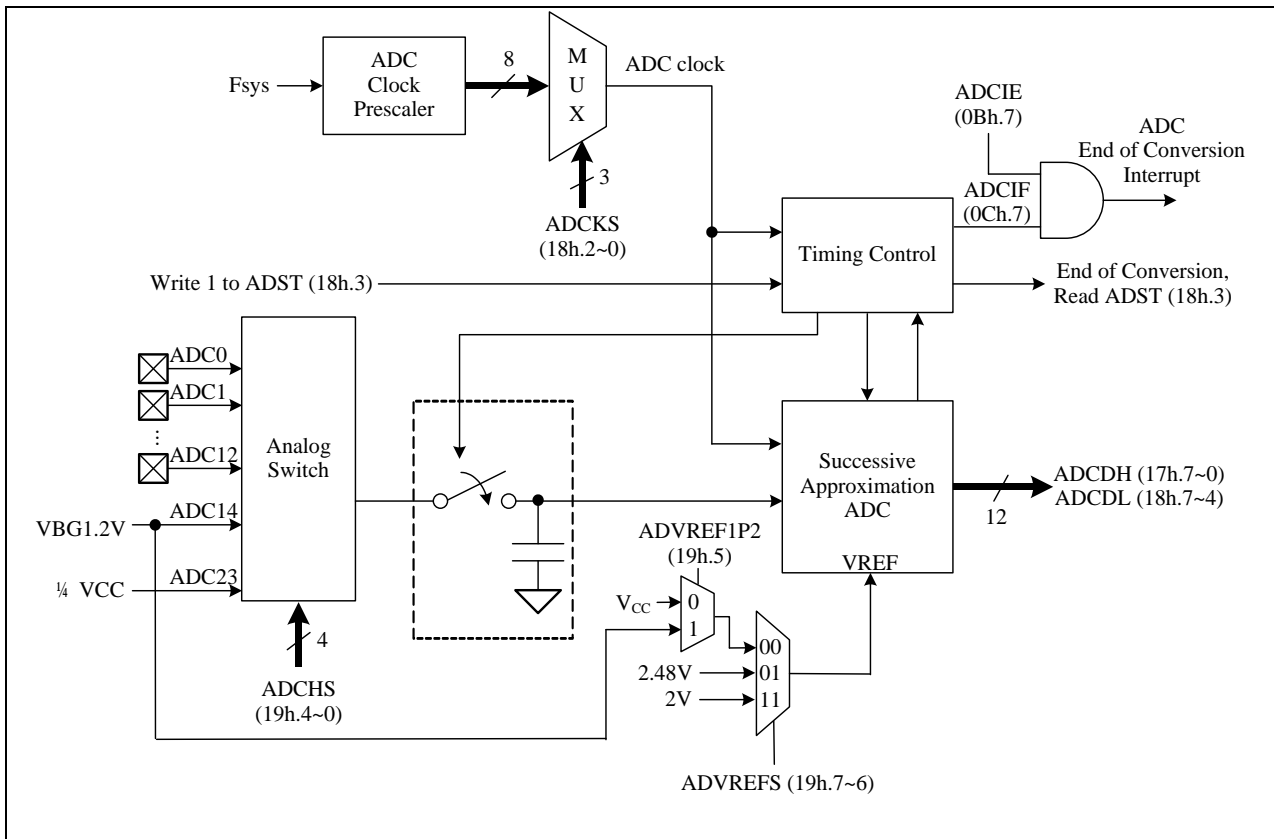 Fsys
ADC
Clock
Prescaler
8
M
U
X
ADC clock
3
ADCKS
(18h.2~0)
ADCIE
(0Bh.7)
ADC
End of Conversion
Interrupt
ADCIF
(0Ch.7)
Timing Control
Write 1 to ADST (18h.3)
End of Conversion,
Read ADST (18h.3)
ADC0
ADC1
...
ADC12
ADC14
ADC23
VBG1.2V
¼ VCC
Analog
Switch
4
ADCHS
(19h.4~0)
Successive
Approximation
ADC
VREF
12
ADCDH (17h.7~0)
ADCDL (18h.7~4)
ADVREF1P2
(19h.5)
VCC
0
1
2.48V
2V
00
01
11
ADVREFS (19h.7~6)